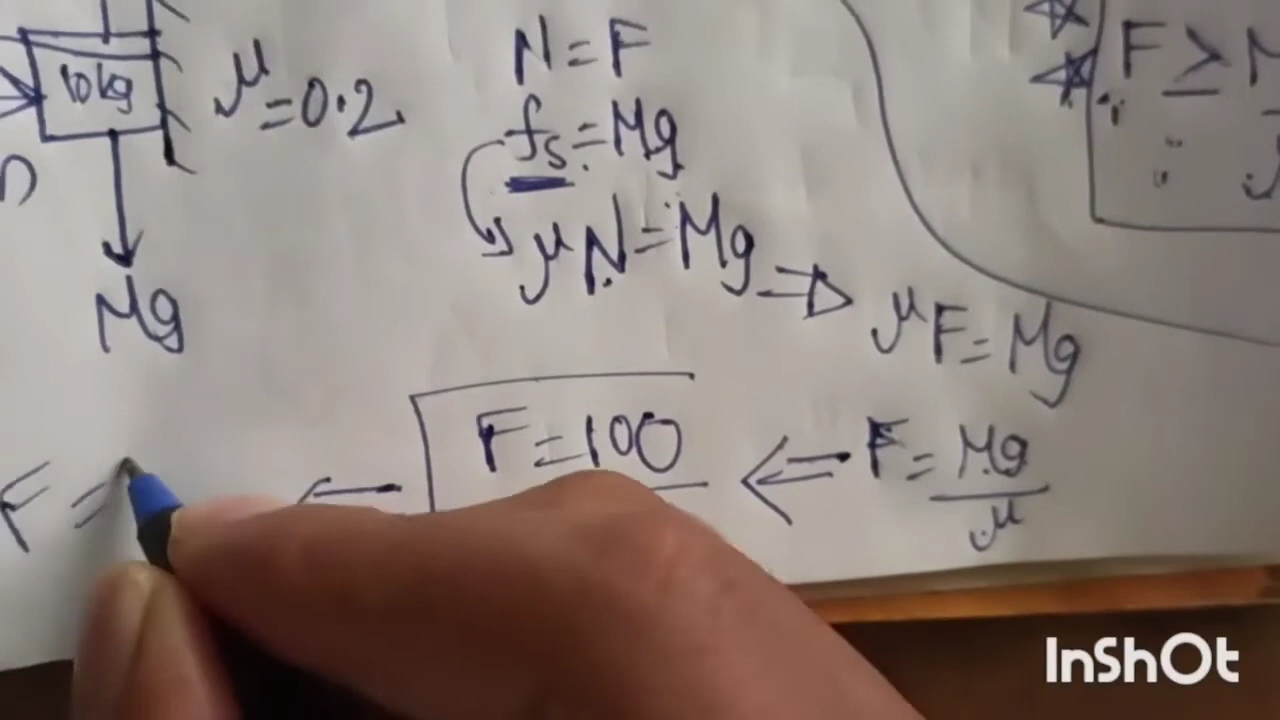 10kg
μ=0.2
Mg
N=F
fs=Mg
μN=Mg
μF=Mg
F=Mg
μ
F=100
F=
F≥
InShOt